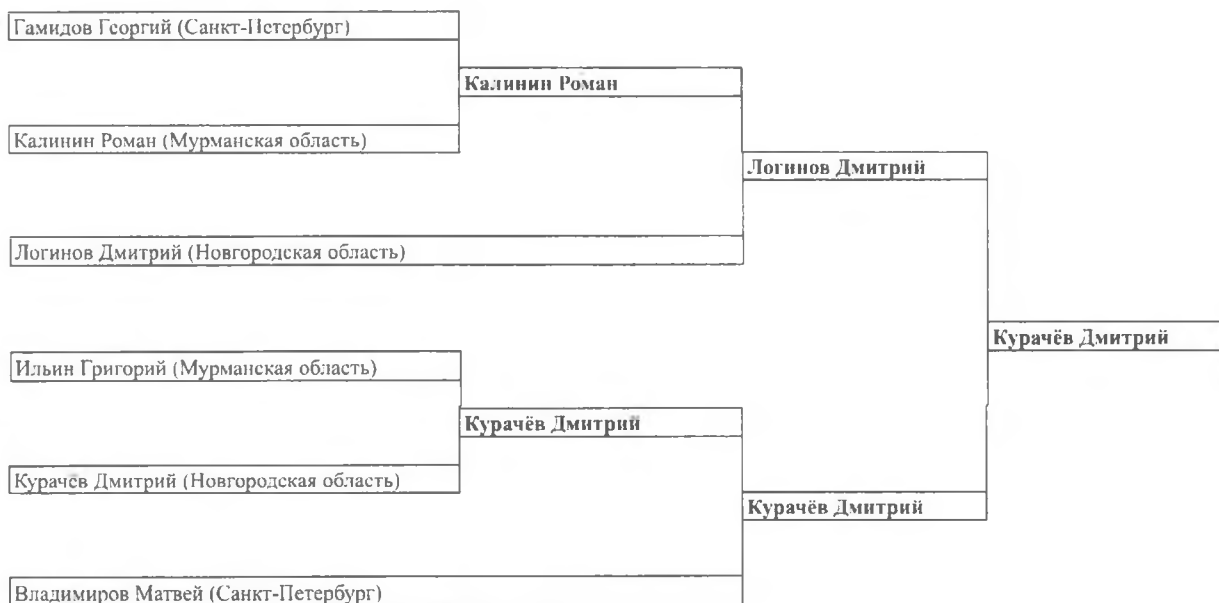 Гамидов Георгий (Санкт-Петербург)
Калинин Роман
Калинин Роман (Мурманская область)
Логинов Дмитрий
Логинов Дмитрий (Новгородская область)
Курачёв Дмитрий
Ильин Григорий (Мурманская область)
Курачёв Дмитрий
Курачёв Дмитрий (Новгородская область)
Курачёв Дмитрий
Владимиров Матвей (Санкт-Петербург)